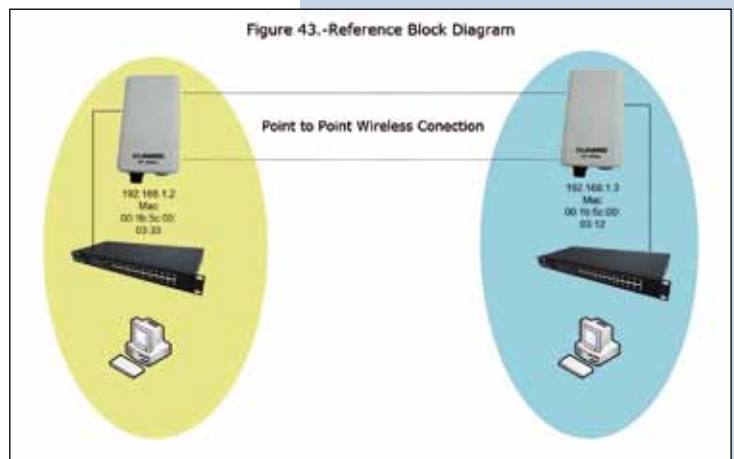 Figure 43.-Reference Block Diagram
Point to Point Wireless Conection
192.168.1.2
Mac:
00:1b:5c:00:
03:33
192.168.1.3
Mac:
00:1b:5c:00:
03:12